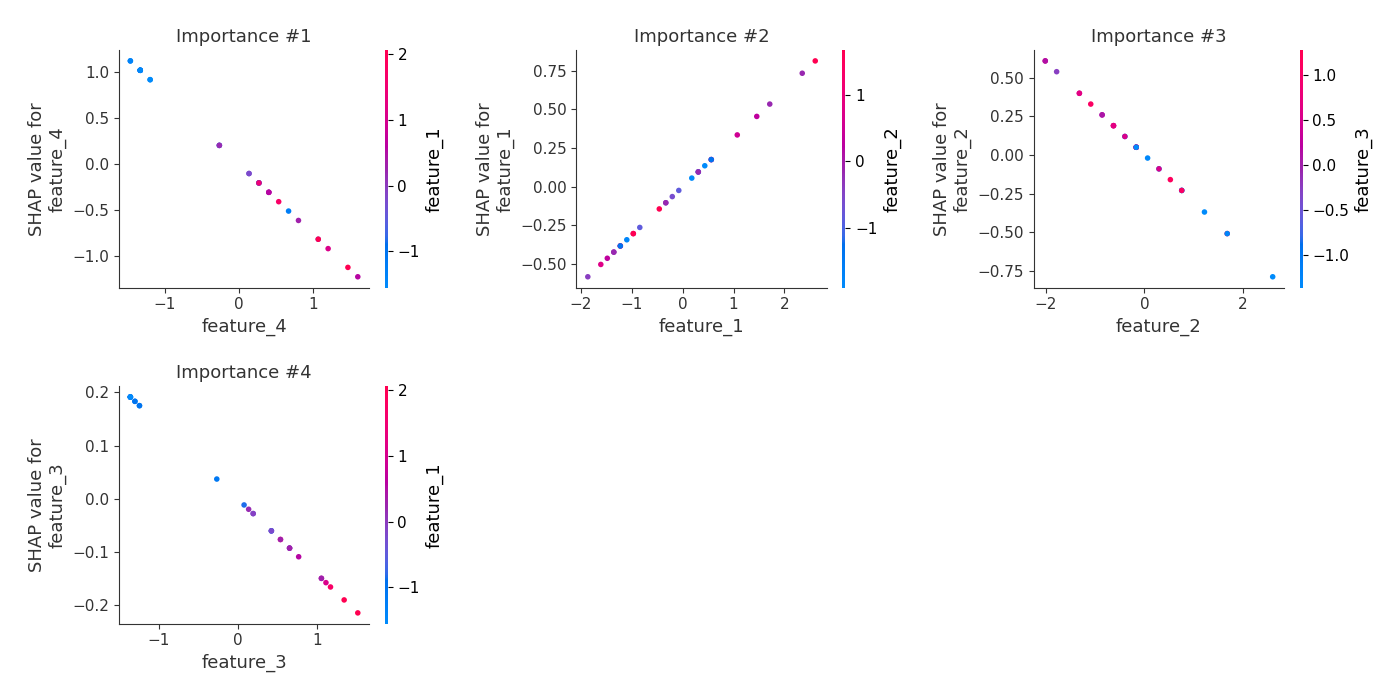 Importance #1
1.0
0.5
0.0
−0.5
−1.0
SHAP value for
feature_4
−1
0
1
feature_4
2
1
0
−1
feature_1
Importance #2
0.75
0.50
0.25
0.00
−0.25
−0.50
SHAP value for
feature_1
−2
−1
0
1
2
feature_1
1
0
−1
feature_2
Importance #3
0.50
0.25
0.00
−0.25
−0.50
−0.75
SHAP value for
feature_2
−2
0
2
feature_2
1.0
0.5
0.0
−0.5
−1.0
feature_3
Importance #4
0.2
0.1
0.0
−0.1
−0.2
SHAP value for
feature_3
−1
0
1
feature_3
2
1
0
−1
feature_1